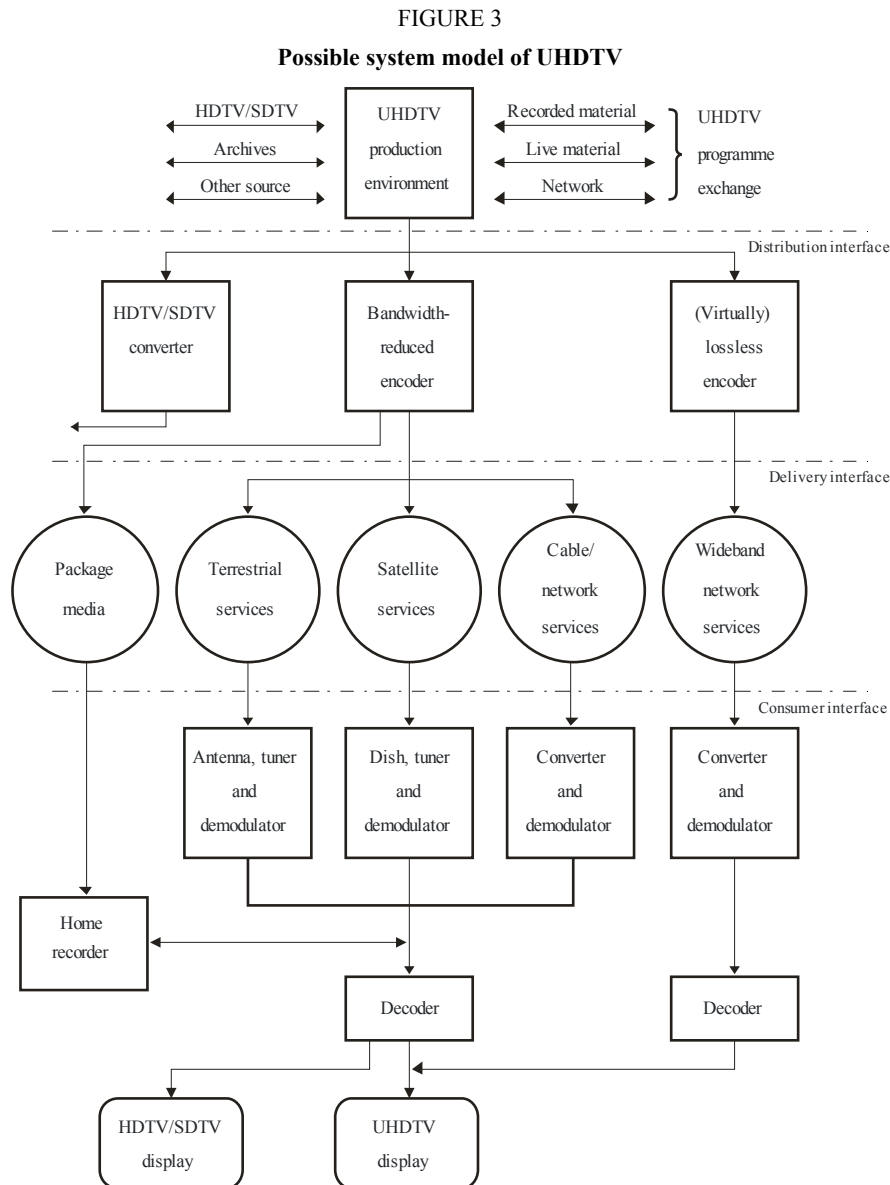 FIGURE 3
Possible system model of UHDTV
HDTV/SDTV
Archives
Other source
UHDTV
production
environment
Recorded material
Live material
Network
UHDTV
programme
exchange
Distribution interface
HDTV/SDTV
converter
Bandwidth-
reduced
encoder
(Virtually)
lossless
encoder
Delivery interface
Package
media
Terrestrial
services
Satellite
services
Cable/
network
services
Wideband
network
services
Consumer interface
Antenna, tuner
and
demodulator
Dish, tuner
and
demodulator
Converter
and
demodulator
Converter
and
demodulator
Home
recorder
Decoder
Decoder
HDTV/SDTV
display
UHDTV
display